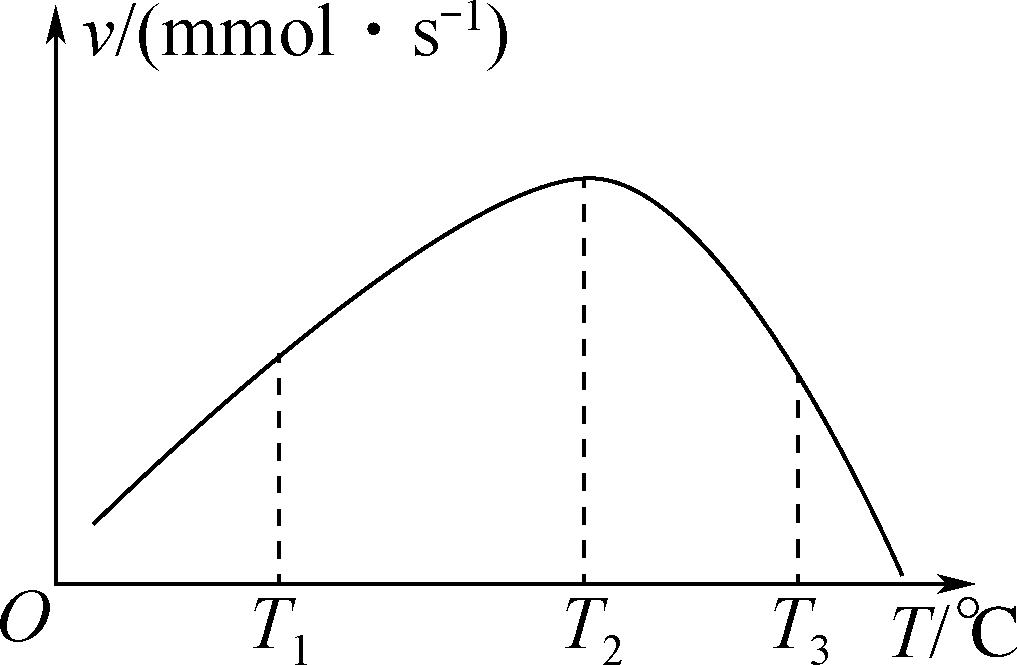 v/(mmol·s⁻¹)
O T₁ T₂ T₃ T/℃